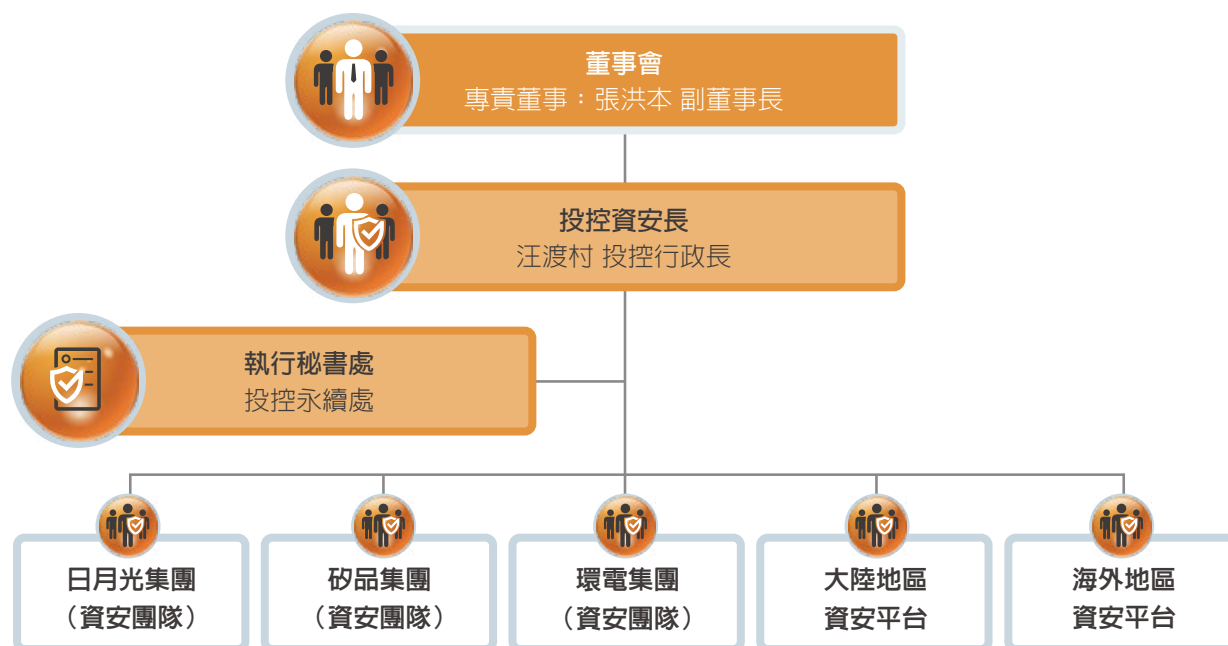 董事會
專責董事：張洪本 副董事長
投控資安長
汪渡村 投控行政長
執行秘書處
投控永續處
日月光集團
（資安團隊）
矽品集團
（資安團隊）
環電集團
（資安團隊）
大陸地區
資安平台
海外地區
資安平台